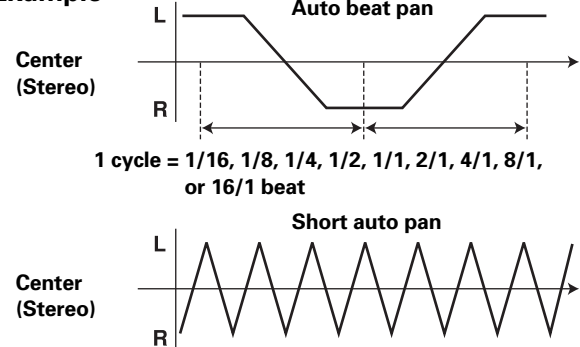 Example
Auto beat pan
L
Center
(Stereo)
R
1 cycle = 1/16, 1/8, 1/4, 1/2, 1/1, 2/1, 4/1, 8/1,
or 16/1 beat
Short auto pan
L
Center
(Stereo)
R